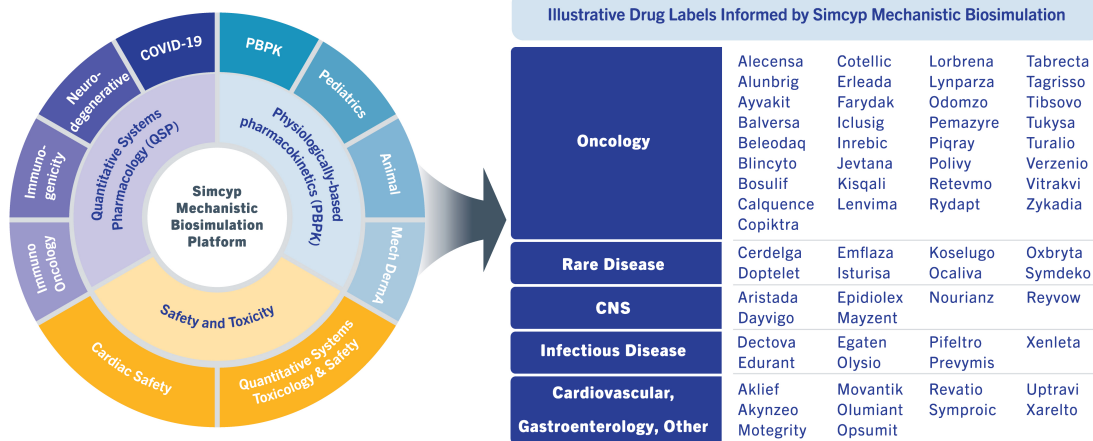 COVID-19
PBPK
Neuro-
degenerative
Pediatrics
Immuno-
genicity
Animal
Immuno
Oncology
Mech DermA
Cardiac Safety
Quantitative Systems
Toxicology & Safety
Quantitative Systems
Pharmacology (QSP)
Physiologically-based
pharmacokinetics (PBPK)
Safety and Toxicity
Simcyp
Mechanistic
Biosimulation
Platform
Illustrative Drug Labels Informed by Simcyp Mechanistic Biosimulation
Oncology
Alecensa Cotellic Lorbrena Tabrecta
Alunbrig Erleada Lynparza Tagrisso
Ayvakit Farydak Odomzo Tibsovo
Balversa Iclusig Pemazyre Tukysa
Beleodaq Inrebic Piqray Turalio
Blincyto Jevtana Polivy Verzenio
Bosulif Kisqali Retevmo Vitrakvi
Calquence Lenvima Rydapt Zykadia
Copiktra
Rare Disease
Cerdelga Emflaza Koselugo Oxbryta
Doptelet Isturisa Ocaliva Symdeko
CNS
Aristada Epidiolex Nourianz Reyvow
Dayvigo Mayzent
Infectious Disease
Dectova Egaten Pifeltro Xenleta
Edurant Olysio Prevymis
Cardiovascular,
Gastroenterology, Other
Aklief Movantik Revatio Uptravi
Akynzeo Olumiant Symproic Xarelto
Motegrity Opsumit